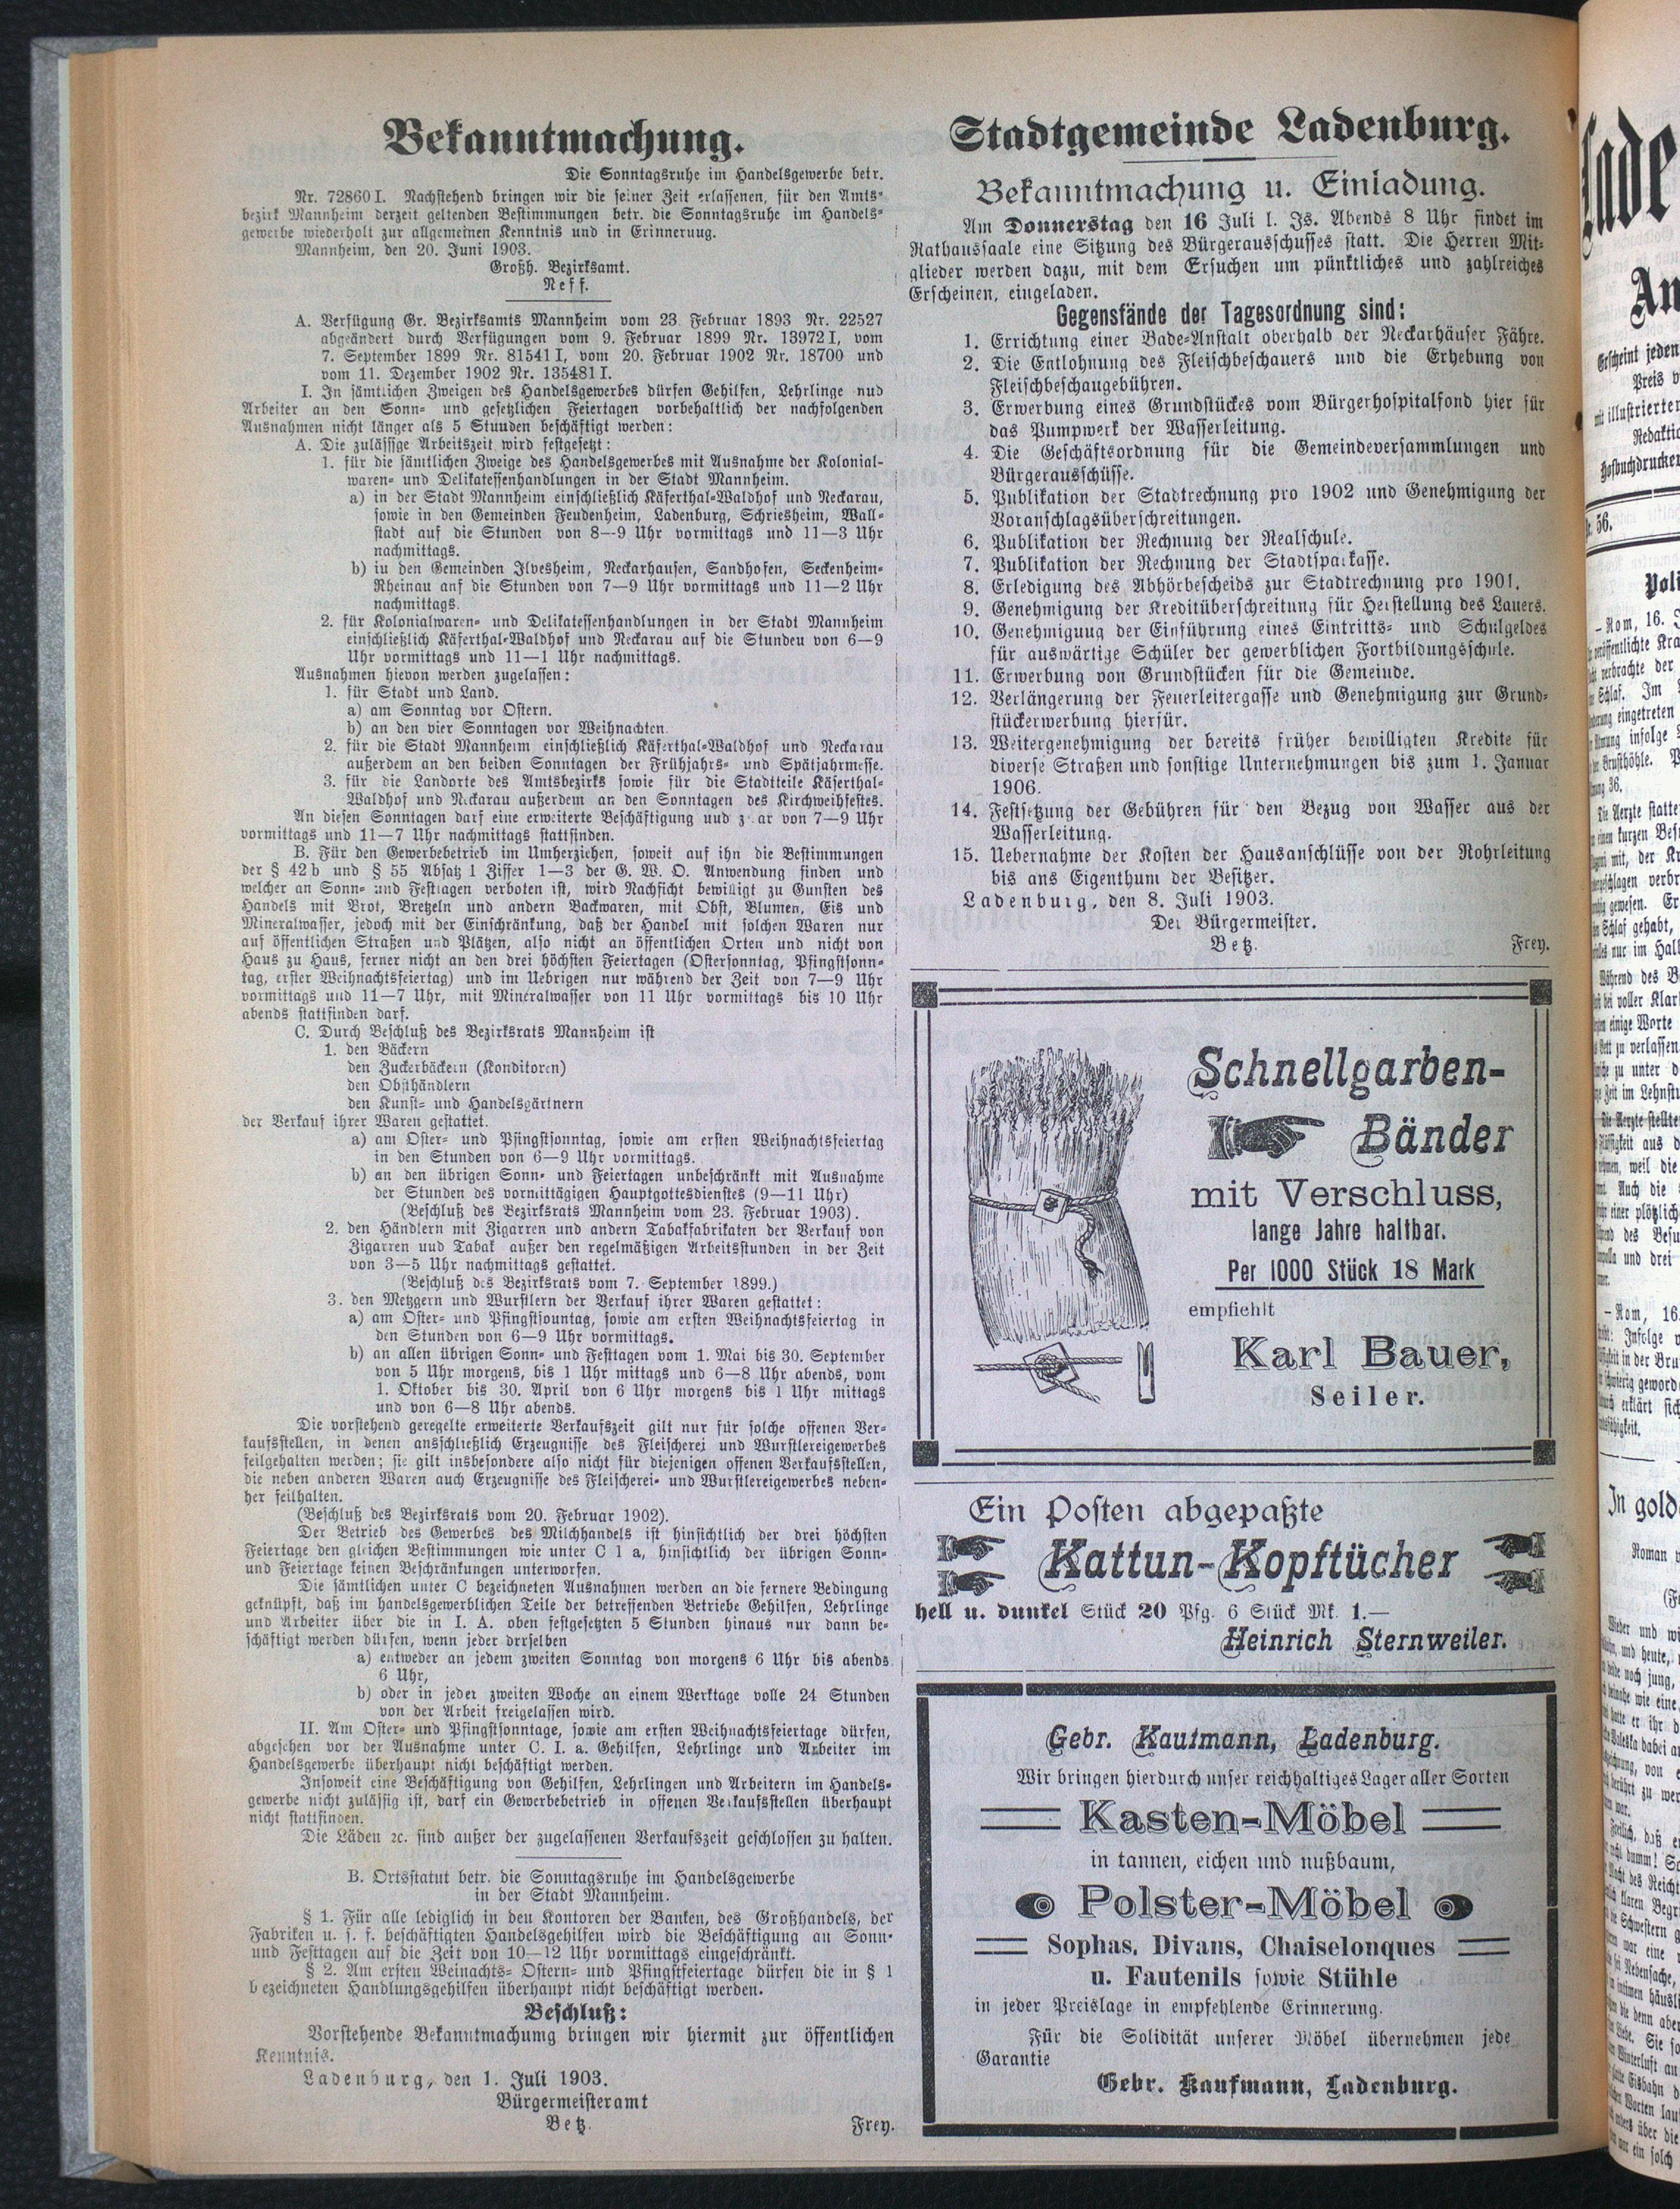 Bekanntmachung.
Die Sonntagsruhe im Handelsgewerbe betr.
Nr. 72860 I. Nachstehend bringen wir die seiner Zeit erlassenen, für den Amts-
bezirk Mannheim derzeit geltenden Bestimmungen betr. die Sonntagsruhe im Handels-
gewerbe wiederholt zur allgemeinen Kenntnis und in Erinneruug.
Mannheim, den 20. Juni 1903.
Großh. Bezirksamt.
Neff.
A. Verfügung Gr. Bezirksamts Mannheim vom 23 Februar 1893 Nr. 22527
abgeändert durch Verfügungen vom 9. Februar 1899 Nr. 13972 I, vom
7. September 1899 Nr. 81541 I, vom 20. Februar 1902 Nr. 18700 und
vom 11. Dezember 1902 Nr. 135481 I.
I. In sämtlichen Zweigen des Handelsgewerbes dürfen Gehilfen, Lehrlinge nud
Arbeiter an den Sonn- und gesetzlichen Feiertagen vorbehaltlich der nachfolgenden
Ausnahmen nicht länger als 5 Stunden beschäftigt werden:
A. Die zulässige Arbeitszeit wird festgesetzt:
1. für die sämtlichen Zweige des Handelsgewerbes mit Ausnahme der Kolonial-
waren- und Delikatessenhandlungen in der Stadt Mannheim.
a) in der Stadt Mannheim einschließlich Käferthal-Waldhof und Neckarau,
sowie in den Gemeinden Feudenheim, Ladenburg, Schriesheim, Wall-
stadt auf die Stunden von 8—9 Uhr vormittags und 11—3 Uhr
nachmittags.
b) iu den Gemeinden Ilvesheim, Neckarhausen, Sandhofen, Seckenheim-
Rheinau auf die Stunden von 7—9 Uhr vormittags und 11—2 Uhr
nachmittags.
2. für Kolonialwaren- und Delikatessenhandlungen in der Stadt Mannheim
einschließlich Käferthal-Waldhof und Neckarau auf die Stundeu von 6—9
Uhr vormittags und 11—1 Uhr nachmittags.
Ausnahmen hievon werden zugelassen:
1. für Stadt und Land.
a) am Sonntag vor Ostern.
b) an den vier Sonntagen vor Weihnachten.
2. für die Stadt Mannheim einschließlich Käferthal-Waldhof und Neckarau
außerdem an den beiden Sonntagen der Frühjahrs- und Spätjahrmesse.
3. für die Landorte des Amtsbezirks sowie für die Stadtteile Käferthal-
Waldhof und Neckarau außerdem an den Sonntagen des Kirchweihfestes.
An diesen Sonntagen darf eine erweiterte Beschäftigung uud zwar von 7—9 Uhr
vormittags und 11—7 Uhr nachmittags stattfinden.
B. Für den Gewerbebetrieb im Umherziehen, soweit auf ihn die Bestimmungen
der § 42 b und § 55 Absatz 1 Ziffer 1—3 der G. W. O. Anwendung finden und
welcher an Sonn- und Festtagen verboten ist, wird Nachsicht bewilligt zu Gunsten des
Handels mit Brot, Bretzeln und andern Backwaren, mit Obst, Blumen, Eis und
Mineralwasser, jedoch mit der Einschränkung, daß der Handel mit solchen Waren nur
auf öffentlichen Straßen und Plätzen, also nicht an öffentlichen Orten und nicht von
Haus zu Haus, ferner nicht an den drei höchsten Feiertagen (Ostersonntag, Pfingstsonn-
tag, erster Weihnachtsfeiertag) und im Uebrigen nur während der Zeit von 7—9 Uhr
vormittags und 11—7 Uhr, mit Mineralwasser von 11 Uhr vormittags bis 10 Uhr
abends stattfinden darf.
C. Durch Beschluß des Bezirksrats Mannheim ist
1. den Bäckern
den Zuckerbäckern (Konditoren)
den Obsthändlern
den Kunst- und Handelsgärtnern
der Verkauf ihrer Waren gestattet.
a) am Oster- und Pfingstsonntag, sowie am ersten Weihnachtsfeiertag
in den Stunden von 6—9 Uhr vormittags.
b) an den übrigen Sonn- und Feiertagen unbeschränkt mit Ausnahme
der Stunden des vormittägigen Hauptgottesdienstes (9—11 Uhr)
(Beschluß des Bezirksrats Mannheim vom 23. Februar 1903).
2. den Händlern mit Zigarren und andern Tabakfabrikaten der Verkauf von
Zigarren uud Tabak außer den regelmäßigen Arbeitsstunden in der Zeit
von 3—5 Uhr nachmittags gestattet.
(Beschluß des Bezirksrats vom 7. September 1899.)
3. den Metzgern und Wurstlern der Verkauf ihrer Waren gestattet:
a) am Oster- und Pfingstsountag, sowie am ersten Weihnachtsfeiertag in
den Stunden von 6—9 Uhr vormittags.
b) an allen übrigen Sonn- und Festtagen vom 1. Mai bis 30. September
von 5 Uhr morgens, bis 1 Uhr mittags und 6—8 Uhr abends, vom
1. Oktober bis 30. April von 6 Uhr morgens bis 1 Uhr mittags
und von 6—8 Uhr abends.
Die vorstehend geregelte erweiterte Verkaufszeit gilt nur für solche offenen Ver-
kaufsstellen, in denen ansschließlich Erzeugnisse des Fleischerei und Wurstlereigewerbes
feilgehalten werden; sie gilt insbesondere also nicht für diejenigen offenen Verkaufsstellen,
die neben anderen Waren auch Erzeugnisse des Fleischerei- und Wurstlereigewerbes neben-
her feilhalten.
(Beschluß des Bezirksrats vom 20. Februar 1902).
Der Betrieb des Gewerbes des Milchhandels ist hinsichtlich der drei höchsten
Feiertage den gleichen Bestimmungen wie unter C 1 a, hinsichtlich der übrigen Sonn-
und Feiertage keinen Beschränkungen unterworfen.
Die sämtlichen unter C bezeichneten Ausnahmen werden an die fernere Bedingung
geknüpft, daß im handelsgewerblichen Teile der betreffenden Betriebe Gehilfen, Lehrlinge
und Arbeiter über die in I. A. oben festgesetzten 5 Stunden hinaus nur dann be-
schäftigt werden dürfen, wenn jeder derselben
a) entweder an jedem zweiten Sonntag von morgens 6 Uhr bis abends
6 Uhr,
b) oder in jeder zweiten Woche an einem Werktage volle 24 Stunden
von der Arbeit freigelassen wird.
II. Am Oster- und Pfingstsonntage, sowie am ersten Weihnachtsfeiertage dürfen,
abgesehen vor der Ausnahme unter C. I. a. Gehilfen, Lehrlinge und Arbeiter im
Handelsgewerbe überhaupt nicht beschäftigt werden.
Insoweit eine Beschäftigung von Gehilfen, Lehrlingen und Arbeitern im Handels-
gewerbe nicht zulässig ist, darf ein Gewerbebetrieb in offenen Verkaufsstellen überhaupt
nicht stattfinden.
Die Läden ꝛc. sind außer der zugelassenen Verkaufszeit geschlossen zu halten.
B. Ortsstatut betr. die Sonntagsruhe im Handelsgewerbe
in der Stadt Mannheim.
§ 1. Für alle lediglich in den Kontoren der Banken, des Großhandels, der
Fabriken u. s. f. beschäftigten Handelsgehilfen wird die Beschäftigung an Sonn-
und Festtagen auf die Zeit von 10—12 Uhr vormittags eingeschränkt.
§ 2. Am ersten Weinachts- Ostern- und Pfingstfeiertage dürfen die in § 1
bezeichneten Handlungsgehilfen überhaupt nicht beschäftigt werden.
Beschluß:
Vorstehende Bekanntmachumg bringen wir hiermit zur öffentlichen
Kenntnis.
Ladenburg, den 1. Juli 1903.
Bürgermeisteramt
Betz. Frey.
Stadtgemeinde Ladenburg.
Bekanntmachung u. Einladung.
Am Donnerstag den 16 Juli l. Js. Abends 8 Uhr findet im
Rathaussaale eine Sitzung des Bürgerausschusses statt. Die Herren Mit-
glieder werden dazu, mit dem Ersuchen um pünktliches und zahlreiches
Erscheinen, eingeladen.
Gegensfände der Tagesordnung sind:
1. Errichtung einer Bade-Anstalt oberhalb der Neckarhäuser Fähre.
2. Die Entlohnung des Fleischbeschauers und die Erhebung von
Fleischbeschaugebühren.
3. Erwerbung eines Grundstückes vom Bürgerhospitalfond hier für
das Pumpwerk der Wasserleitung.
4. Die Geschäftsordnung für die Gemeindeversammlungen und
Bürgerausschüsse.
5. Publikation der Stadtrechnung pro 1902 und Genehmigung der
Voranschlagsüberschreitungen.
6. Publikation der Rechnung der Realschule.
7. Publikation der Rechnung der Stadtsparkasse.
8. Erledigung des Abhörbescheids zur Stadtrechnung pro 1901.
9. Genehmigung der Kreditüberschreitung für Herstellung des Lauers.
10. Genehmiguug der Einführung eines Eintritts- und Schulgeldes
für auswärtige Schüler der gewerblichen Fortbildungsschule.
11. Erwerbung von Grundstücken für die Gemeinde.
12. Verlängerung der Feuerleitergasse und Genehmigung zur Grund-
stückerwerbung hierfür.
13. Weitergenehmigung der bereits früher bewilligten Kredite für
diverse Straßen und sonstige Unternehmungen bis zum 1. Januar
1906.
14. Festsetzung der Gebühren für den Bezug von Wasser aus der
Wasserleitung.
15. Uebernahme der Kosten der Hausanschlüsse von der Rohrleitung
bis ans Eigenthum der Besitzer.
Ladenburg, den 8. Juli 1903.
Der Bürgermeister.
Betz. Frey.
Schnellgarben-
Bänder
mit Verschluss,
lange Jahre haltbar.
Per 1000 Stück 18 Mark
empfiehlt
Karl Bauer,
Seiler.
Ein Posten abgepaßte
Kattun-Kopftücher
hell u. dunkel Stück 20 Pfg. 6 Stück Mk. 1.—
Heinrich Sternweiler.
Gebr. Kaufmann, Ladenburg.
Wir bringen hierdurch unser reichhaltiges Lager aller Sorten
Kasten-Möbel
in tannen, eichen und nußbaum,
Polster-Möbel
Sophas, Divans, Chaiselonques
u. Fautenils sowie Stühle
in jeder Preislage in empfehlende Erinnerung.
Für die Solidität unserer Möbel übernehmen jede
Garantie
Gebr. Kaufmann, Ladenburg.